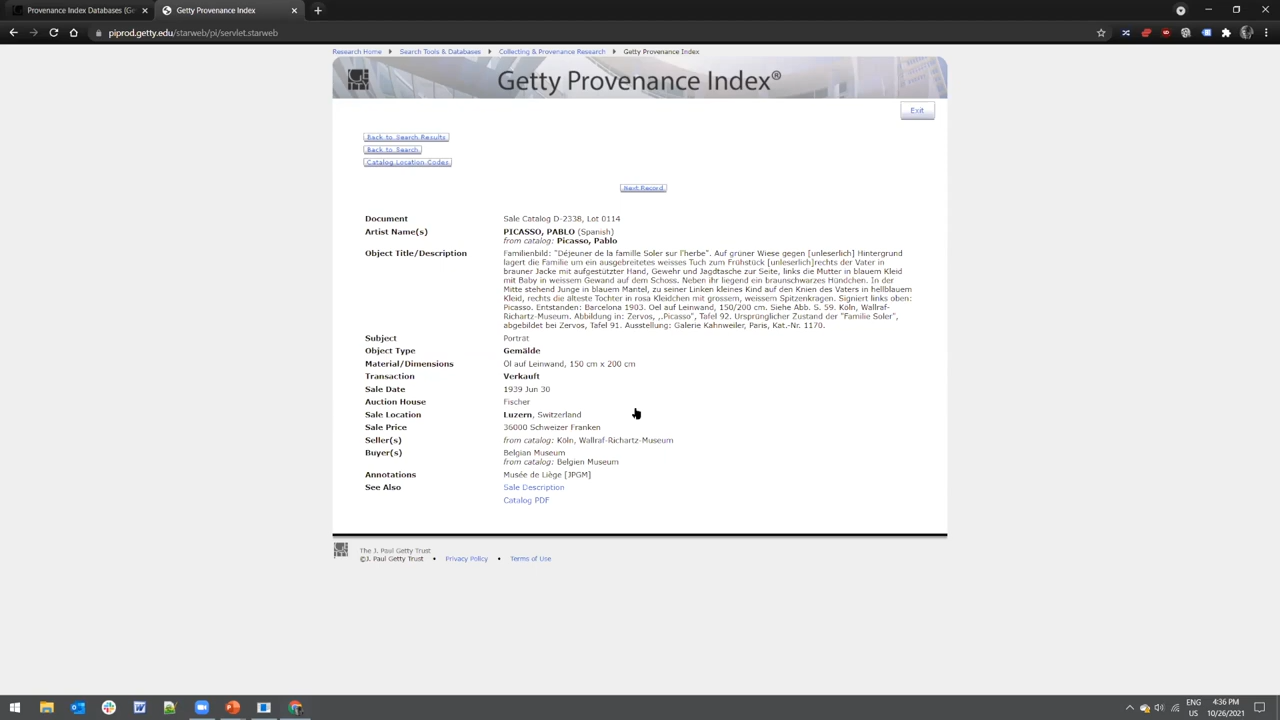 Provenance Index Databases (Ge
Getty Provenance Index
piprod.getty.edu/starweb/pi/servlet.starweb
Research Home Search Tools & Databases Collecting & Provenance Research Getty Provenance Index
Getty Provenance Index®
Exit
Back to Search Results
Back to Search
Catalog Location Codes
Next Record
Document Sale Catalog D-2338, Lot 0114
Artist Name(s) PICASSO, PABLO (Spanish)
from catalog: Picasso, Pablo
Object Title/Description Familienbild: "Déjeuner de la famille Soler sur l'herbe". Auf grüner Wiese gegen [unleserlich] Hintergrund
lagert die Familie um ein ausgebreitetes weisses Tuch zum Frühstück [unleserlich]rechts der Vater in
brauner Jacke mit aufgestützter Hand, Gewehr und Jagdtasche zur Seite, links die Mutter in blauem Kleid
mit Baby in weissem Gewand auf dem Schoss. Neben ihr liegend ein braunschwarzes Hündchen. In der
Mitte stehend Junge in blauem Mantel, zu seiner Linken kleines Kind auf den Knien des Vaters in hellblauem
Kleid, rechts die älteste Tochter in rosa Kleidchen mit grossem, weissem Spitzenkragen. Signiert links oben:
Picasso. Entstanden: Barcelona 1903. Oel auf Leinwand, 150/200 cm. Siehe Abb. S. 59. Köln, Wallraf-
Richartz-Museum. Abbildung in: Zervos, ,,Picasso", Tafel 92. Ursprünglicher Zustand der "Familie Soler",
abgebildet bei Zervos, Tafel 91. Ausstellung: Galerie Kahnweiler, Paris, Kat.-Nr. 1170.
Subject Porträt
Object Type Gemälde
Material/Dimensions Öl auf Leinwand, 150 cm x 200 cm
Transaction Verkauft
Sale Date 1939 Jun 30
Auction House Fischer
Sale Location Luzern, Switzerland
Sale Price 36000 Schweizer Franken
Seller(s) from catalog: Köln, Wallraf-Richartz-Museum
Buyer(s) Belgian Museum
from catalog: Belgien Museum
Annotations Musée de Liège [JPGM]
See Also Sale Description
Catalog PDF
The J. Paul Getty Trust
©J. Paul Getty Trust • Privacy Policy • Terms of Use
ENG 4:36 PM
US 10/26/2021